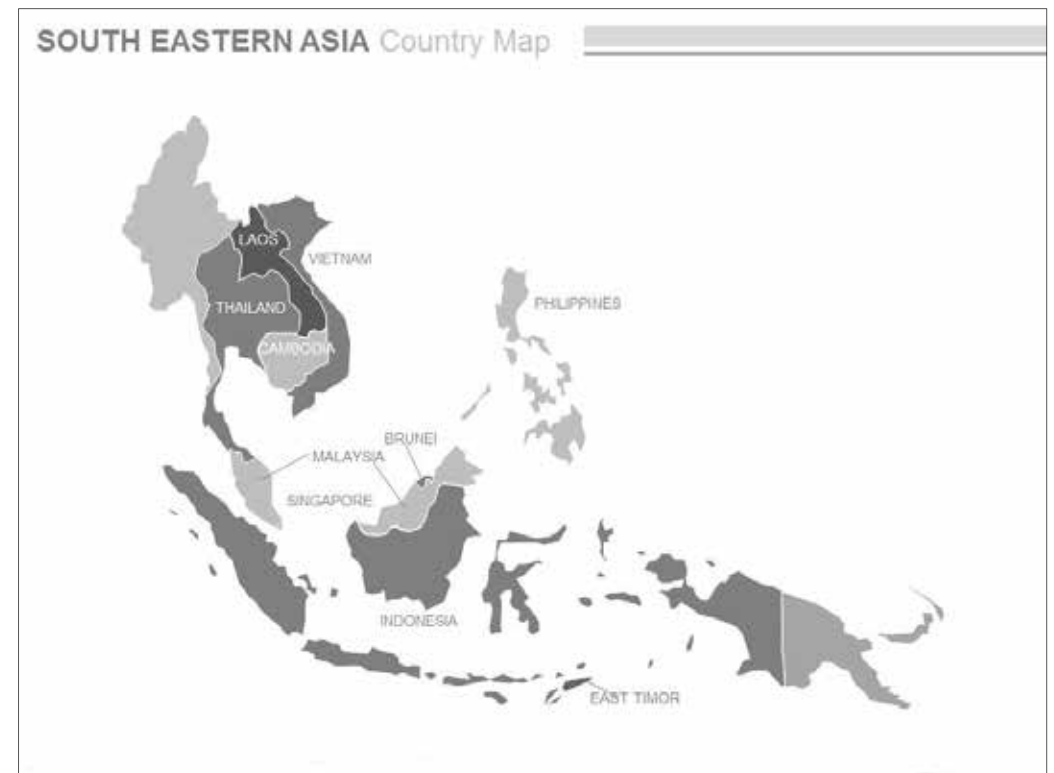 SOUTH EASTERN ASIA Country Map
LAOS
VIETNAM
THAILAND
PHILIPPINES
CAMBODIA
BRUNEI
MALAYSIA
SINGAPORE
INDONESIA
EAST TIMOR